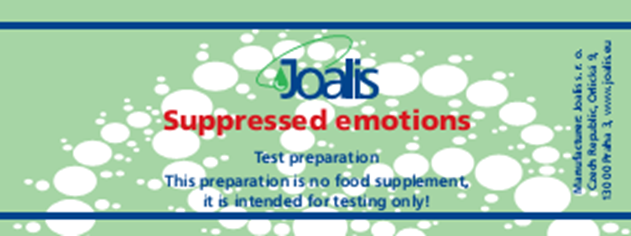 Joalis
Suppressed emotions
Test preparation
This preparation is no food supplement,
it is intended for testing only!
Manufacturer: Joalis s. r. o.
Czech Republic, Orlická 9,
130 00 Praha 3, www.joalis.eu